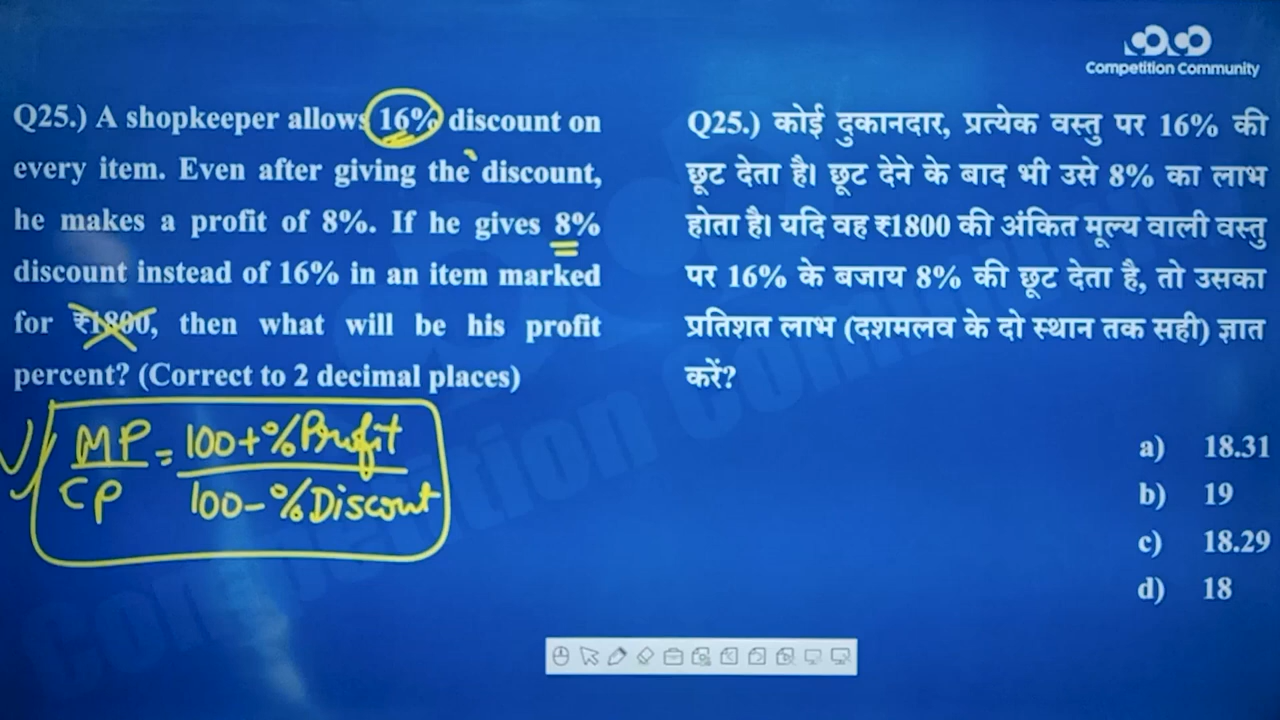 Competition Community
Q25.) A shopkeeper allows 16% discount on
every item. Even after giving the discount,
he makes a profit of 8%. If he gives 8%
discount instead of 16% in an item marked
for ₹1800, then what will be his profit
percent? (Correct to 2 decimal places)
MP = 100+%Profit
CP 100-%Discout
Q25.) कोई दुकानदार, प्रत्येक वस्तु पर 16% की
छूट देता है। छूट देने के बाद भी उसे 8% का लाभ
होता है। यदि वह ₹1800 की अंकित मूल्य वाली वस्तु
पर 16% के बजाय 8% की छूट देता है, तो उसका
प्रतिशत लाभ (दशमलव के दो स्थान तक सही) ज्ञात
करें?
a) 18.31
b) 19
c) 18.29
d) 18
Competition Community